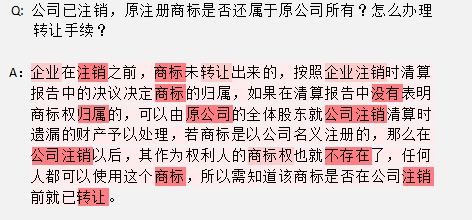 Q: 公司已注销，原注册商标是否还属于原公司所有？怎么办理
转让手续？
A: 企业在注销之前，商标未转让出来的，按照企业注销时清算
报告中的决议决定商标的归属，如果在清算报告中没有表明
商标权归属的，可以由原公司的全体股东就公司注销清算时
遗漏的财产予以处理，若商标是以公司名义注册的，那么在
公司注销以后，其作为权利人的商标权也就不存在了，任何
人都可以使用这个商标，所以需知道该商标是否在公司注销
前就已转让。